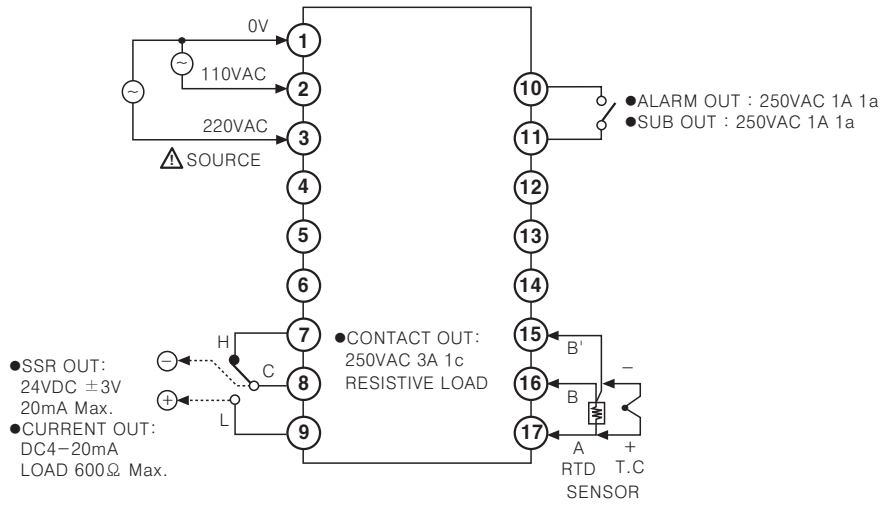 0V
1
110VAC
2
220VAC
3
⚠ SOURCE
4
5
6
H
7
C
8
L
9
●SSR OUT:
24VDC ±3V
20mA Max.
●CURRENT OUT:
DC4-20mA
LOAD 600Ω Max.
●CONTACT OUT:
250VAC 3A 1c
RESISTIVE LOAD
10
11
●ALARM OUT : 250VAC 1A 1a
●SUB OUT : 250VAC 1A 1a
12
13
14
15
B'
16
B
17
A
−
+
RTD
T.C
SENSOR